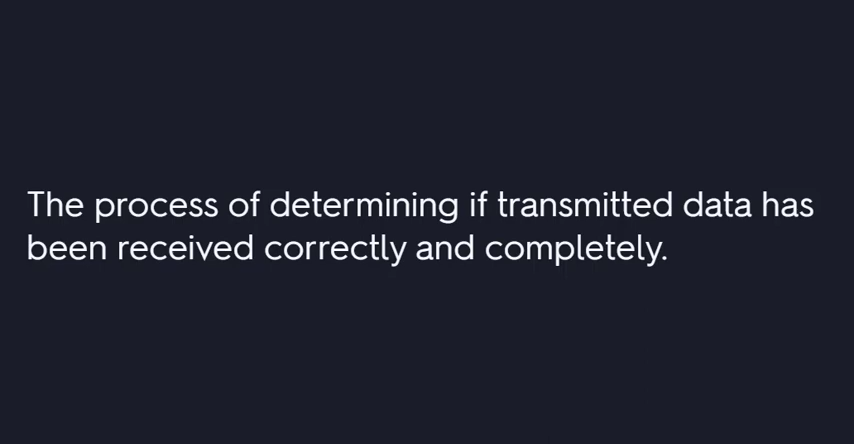 The process of determining if transmitted data has
been received correctly and completely.